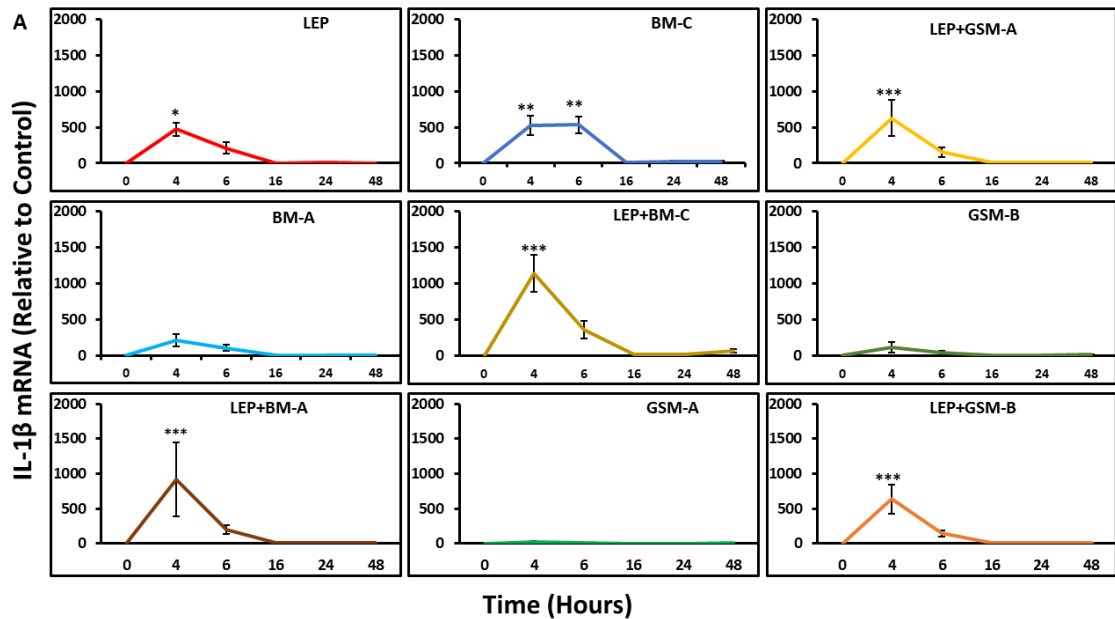 A
IL-1β mRNA (Relative to Control)
LEP
2000
1500
1000
500
0
*
0 4 6 16 24 48
BM-C
2000
1500
1000
500
0
** **
0 4 6 16 24 48
LEP+GSM-A
2000
1500
1000
500
0
***
0 4 6 16 24 48
BM-A
2000
1500
1000
500
0
0 4 6 16 24 48
LEP+BM-C
2000
1500
1000
500
0
***
0 4 6 16 24 48
GSM-B
2000
1500
1000
500
0
0 4 6 16 24 48
LEP+BM-A
2000
1500
1000
500
0
***
0 4 6 16 24 48
GSM-A
2000
1500
1000
500
0
0 4 6 16 24 48
LEP+GSM-B
2000
1500
1000
500
0
***
0 4 6 16 24 48
Time (Hours)